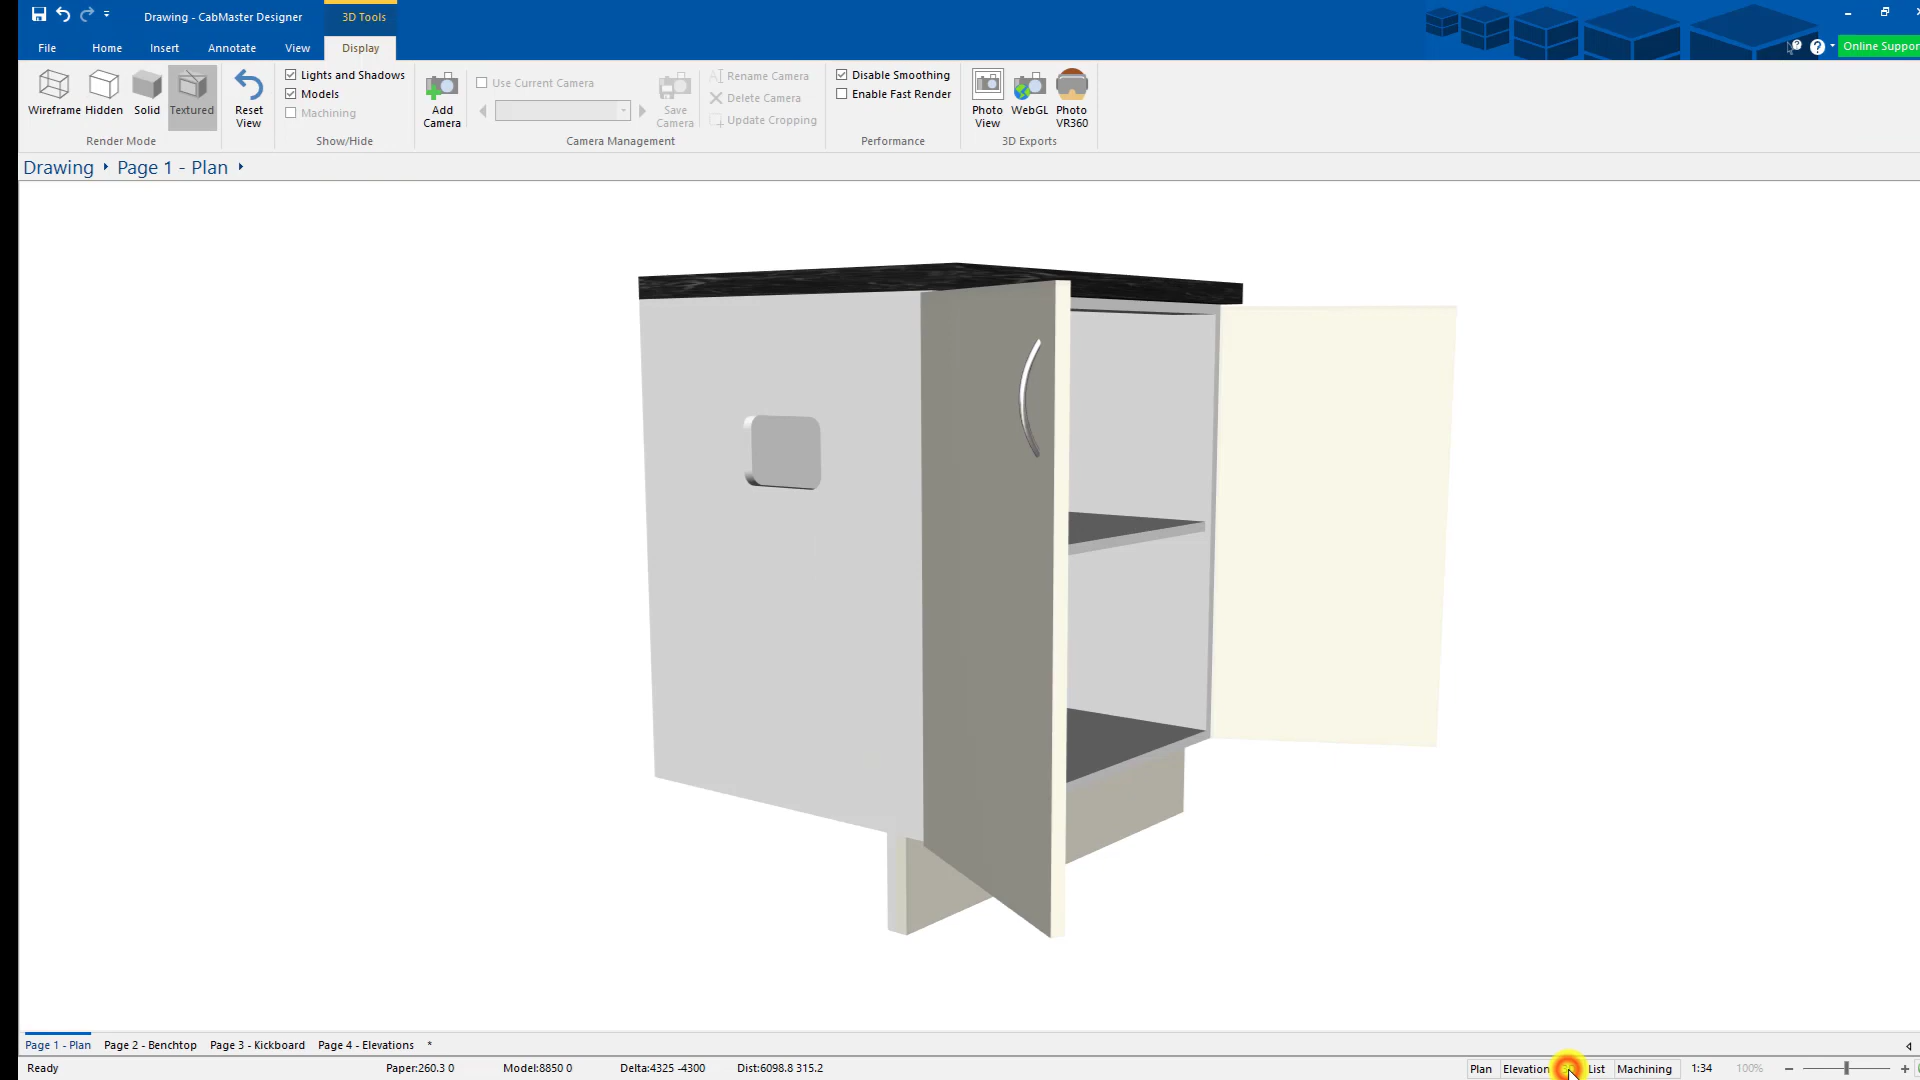 Drawing - CabMaster Designer
3D Tools
File Home Insert Annotate View Display
Online Suppor
Wireframe Hidden Solid Textured
Render Mode
Reset View
Lights and Shadows
Models
Machining
Show/Hide
Add Camera
Use Current Camera
Save Camera
Rename Camera
Delete Camera
Update Cropping
Camera Management
Disable Smoothing
Enable Fast Render
Performance
Photo View
WebGL
Photo VR360
3D Exports
Drawing Page 1 - Plan
Page 1 - Plan Page 2 - Benchtop Page 3 - Kickboard Page 4 - Elevations *
Ready Paper:260.3 0 Model:8850 0 Delta:4325 -4300 Dist:6098.8 315.2 Plan Elevation List Machining 1:34 100%